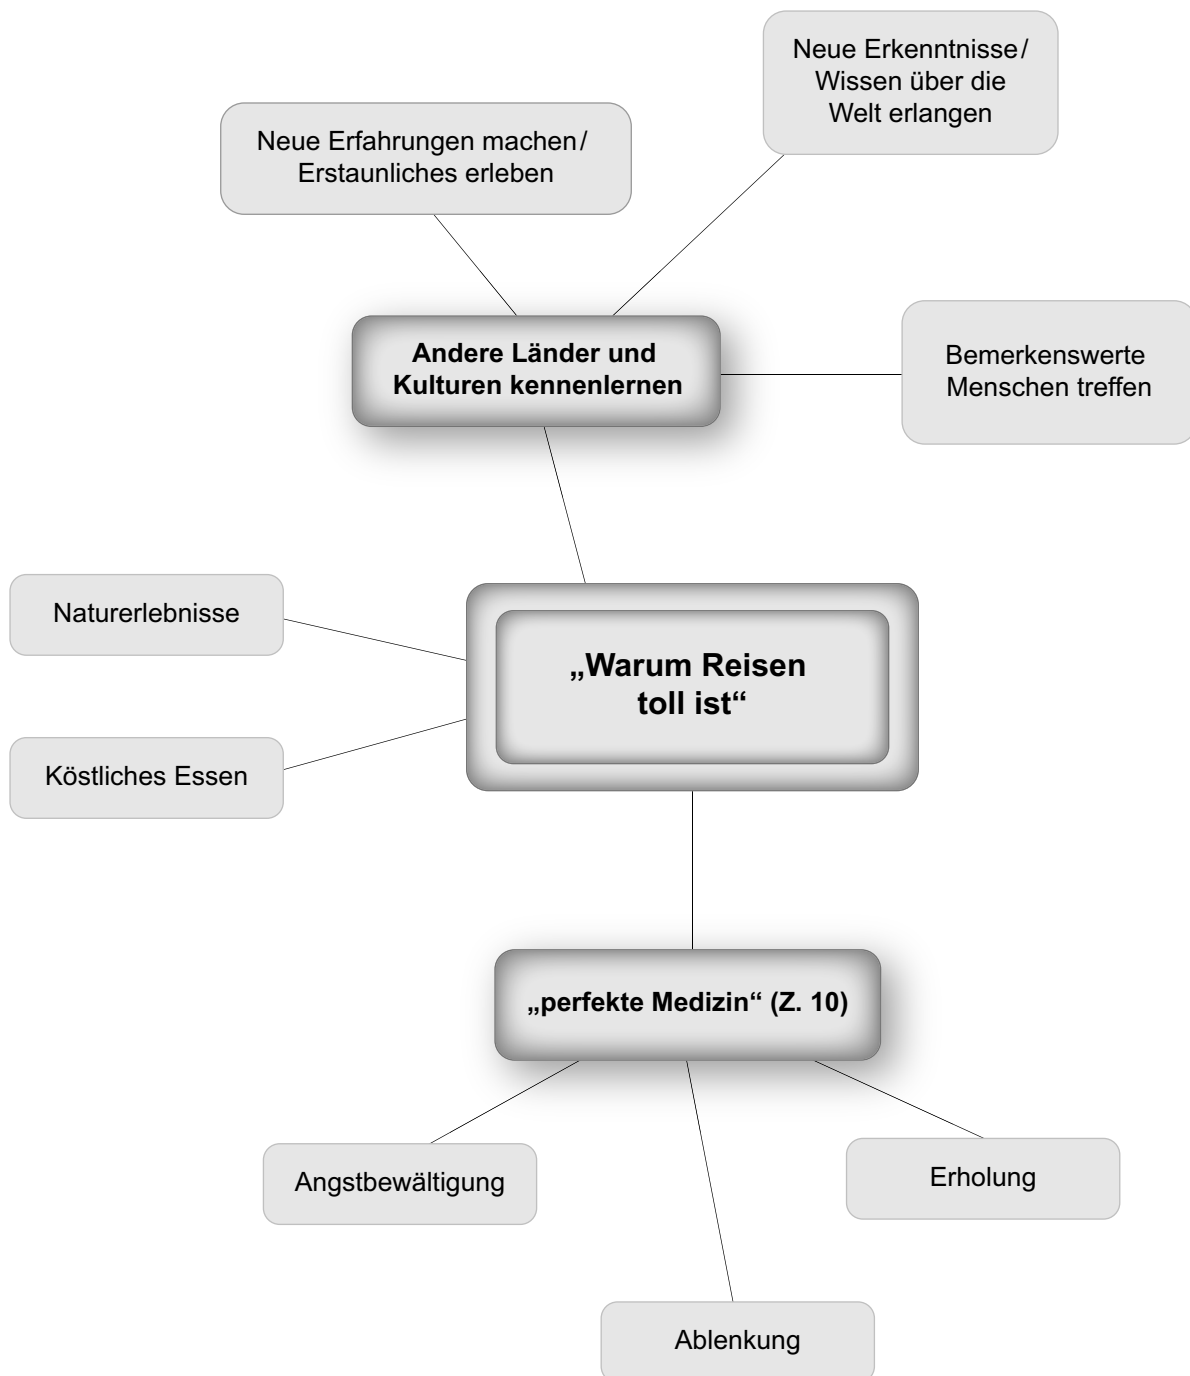 Neue Erkenntnisse/
Wissen über die
Welt erlangen
Neue Erfahrungen machen/
Erstaunliches erleben
Andere Länder und
Kulturen kennenlernen
Bemerkenswerte
Menschen treffen
Naturerlebnisse
„Warum Reisen
toll ist“
Köstliches Essen
„perfekte Medizin“ (Z. 10)
Angstbewältigung
Erholung
Ablenkung